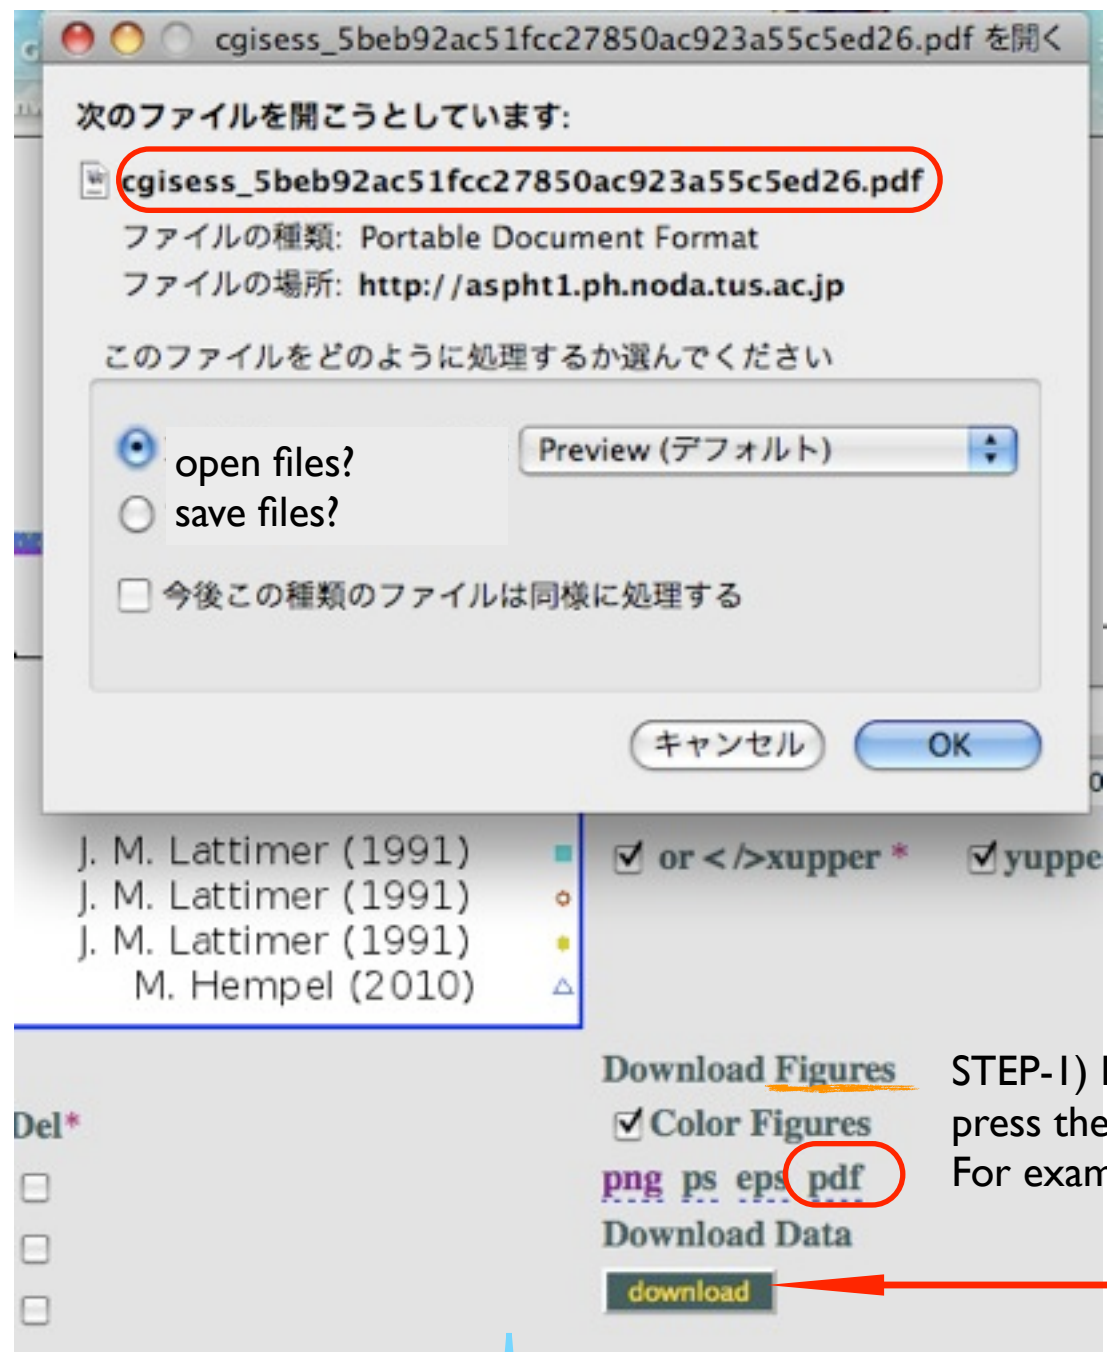 cgisess_5beb92ac51fcc27850ac923a55c5ed26.pdf を開く
次のファイルを開こうとしています:
cgisess_5beb92ac51fcc27850ac923a55c5ed26.pdf
ファイルの種類: Portable Document Format
ファイルの場所: http://aspht1.ph.noda.tus.ac.jp
このファイルをどのように処理するか選んでください
open files?
Preview (デフォルト)
save files?
今後この種類のファイルは同様に処理する
キャンセル
OK
J. M. Lattimer (1991)
J. M. Lattimer (1991)
J. M. Lattimer (1991)
M. Hempel (2010)
or < />xupper *
yuppe
Download Figures
Color Figures
png ps eps pdf
Download Data
download
STEP-1)
press the
For exam
Del*